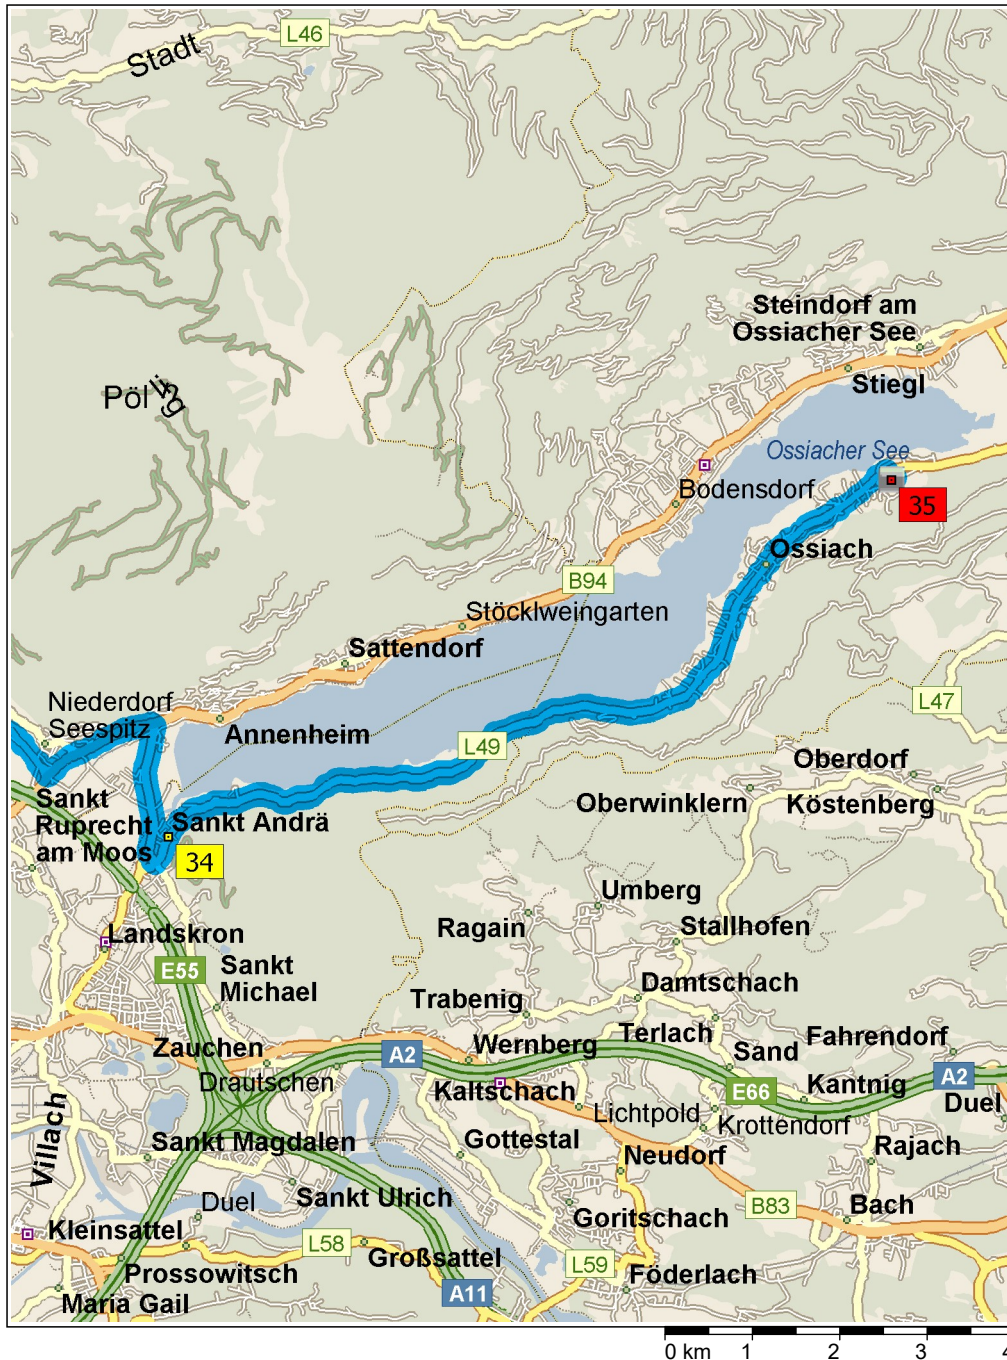 L46
Stadt
Steindorf am
Ossiacher See
Stiegl
Pöl
ling
Ossiacher See
Bodensdorf
35
Ossiach
B94
Stöcklweingarten
Sattendorf
Niederdorf
Seespitz
L47
Annenheim
L49
Oberdorf
Sankt
Ruprecht
am Moos
Oberwinklern
Köstenberg
Sankt Andrä
34
Umberg
Ragain
Stallhofen
Landskron
E55
Sankt
Michael
Damtschach
Trabenig
Terlach
Fahrendorf
Zauchen
A2
Wernberg
Sand
Drautschen
Kaltschach
E66
Kantnig
A2
Duel
Lichtpold
Krottendorf
Villach
Sankt Magdalen
Gottestal
Neudorf
Rajach
Duel
Sankt Ulrich
Goritschach
B83
Bach
Kleinsattel
L58
Großsattel
L59
Prossowitsch
Föderlach
Maria Gail
A11
0 km 1 2 3 4